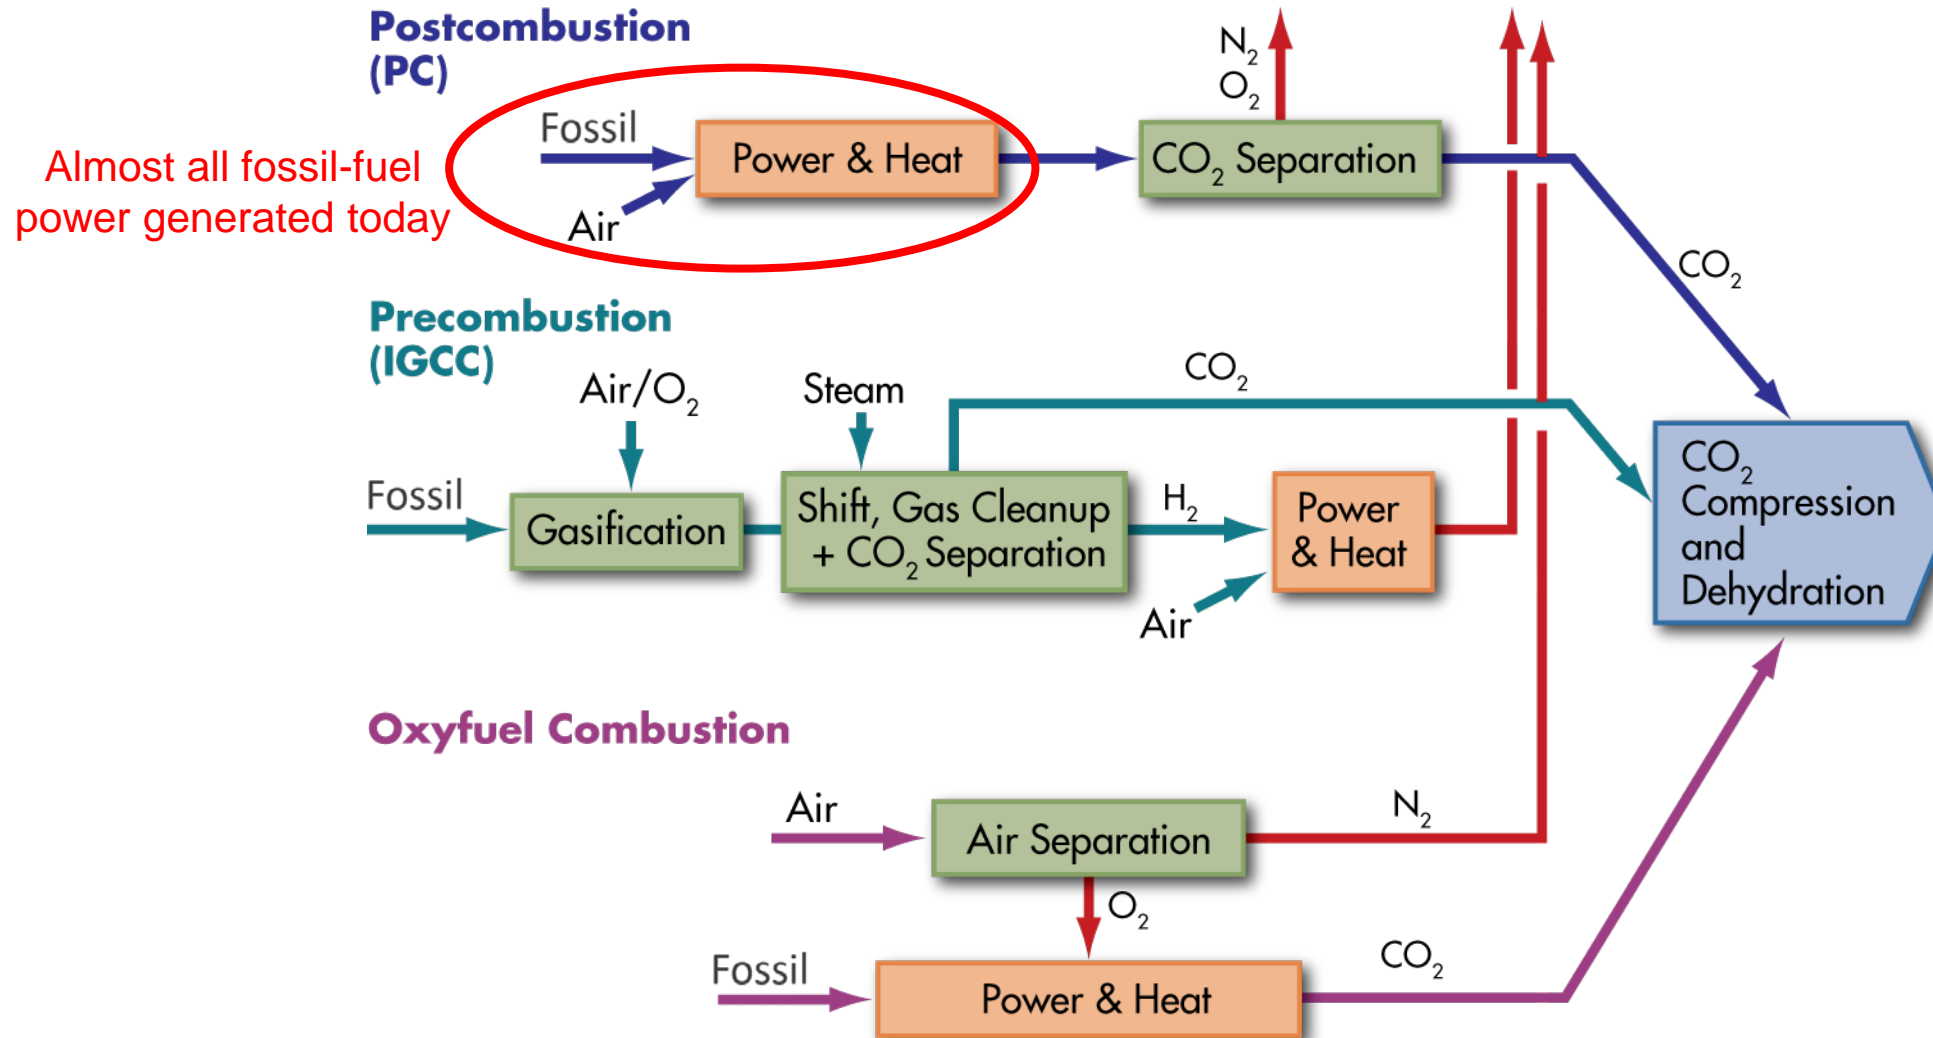 Postcombustion
(PC)
N₂
O₂
Fossil
Power & Heat
CO₂ Separation
Almost all fossil-fuel
power generated today
Air
CO₂
Precombustion
(IGCC)
Air/O₂
Steam
CO₂
Fossil
Gasification
Shift, Gas Cleanup
+ CO₂ Separation
H₂
Power
& Heat
Air
CO₂
Compression
and
Dehydration
Oxyfuel Combustion
Air
Air Separation
N₂
O₂
Fossil
Power & Heat
CO₂